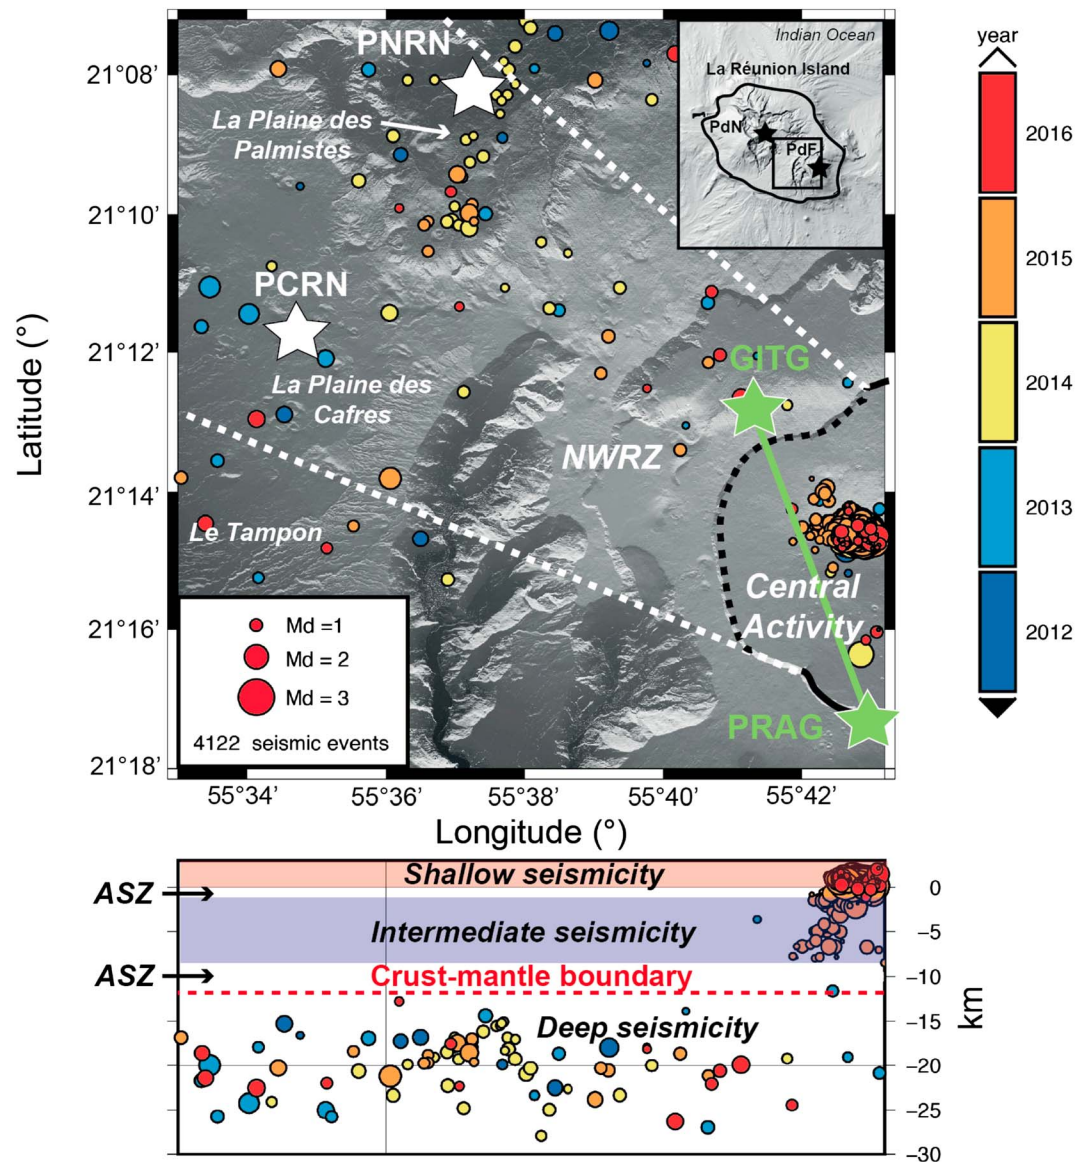 PNRN
La Plaine des
Palmistes
PCRN
La Plaine des
Cafres
Le Tampon
NWRZ
GITG
Central
Activity
PRAG
Indian Ocean
La Réunion Island
PdN
PdF
year
2016
2015
2014
2013
2012
Latitude (°)
21°08'
21°10'
21°12'
21°14'
21°16'
21°18'
Md =1
Md = 2
Md = 3
4122 seismic events
55°34' 55°36' 55°38' 55°40' 55°42'
Longitude (°)
Shallow seismicity
ASZ
Intermediate seismicity
ASZ
Crust-mantle boundary
Deep seismicity
0
−5
−10
−15
−20
−25
−30
km